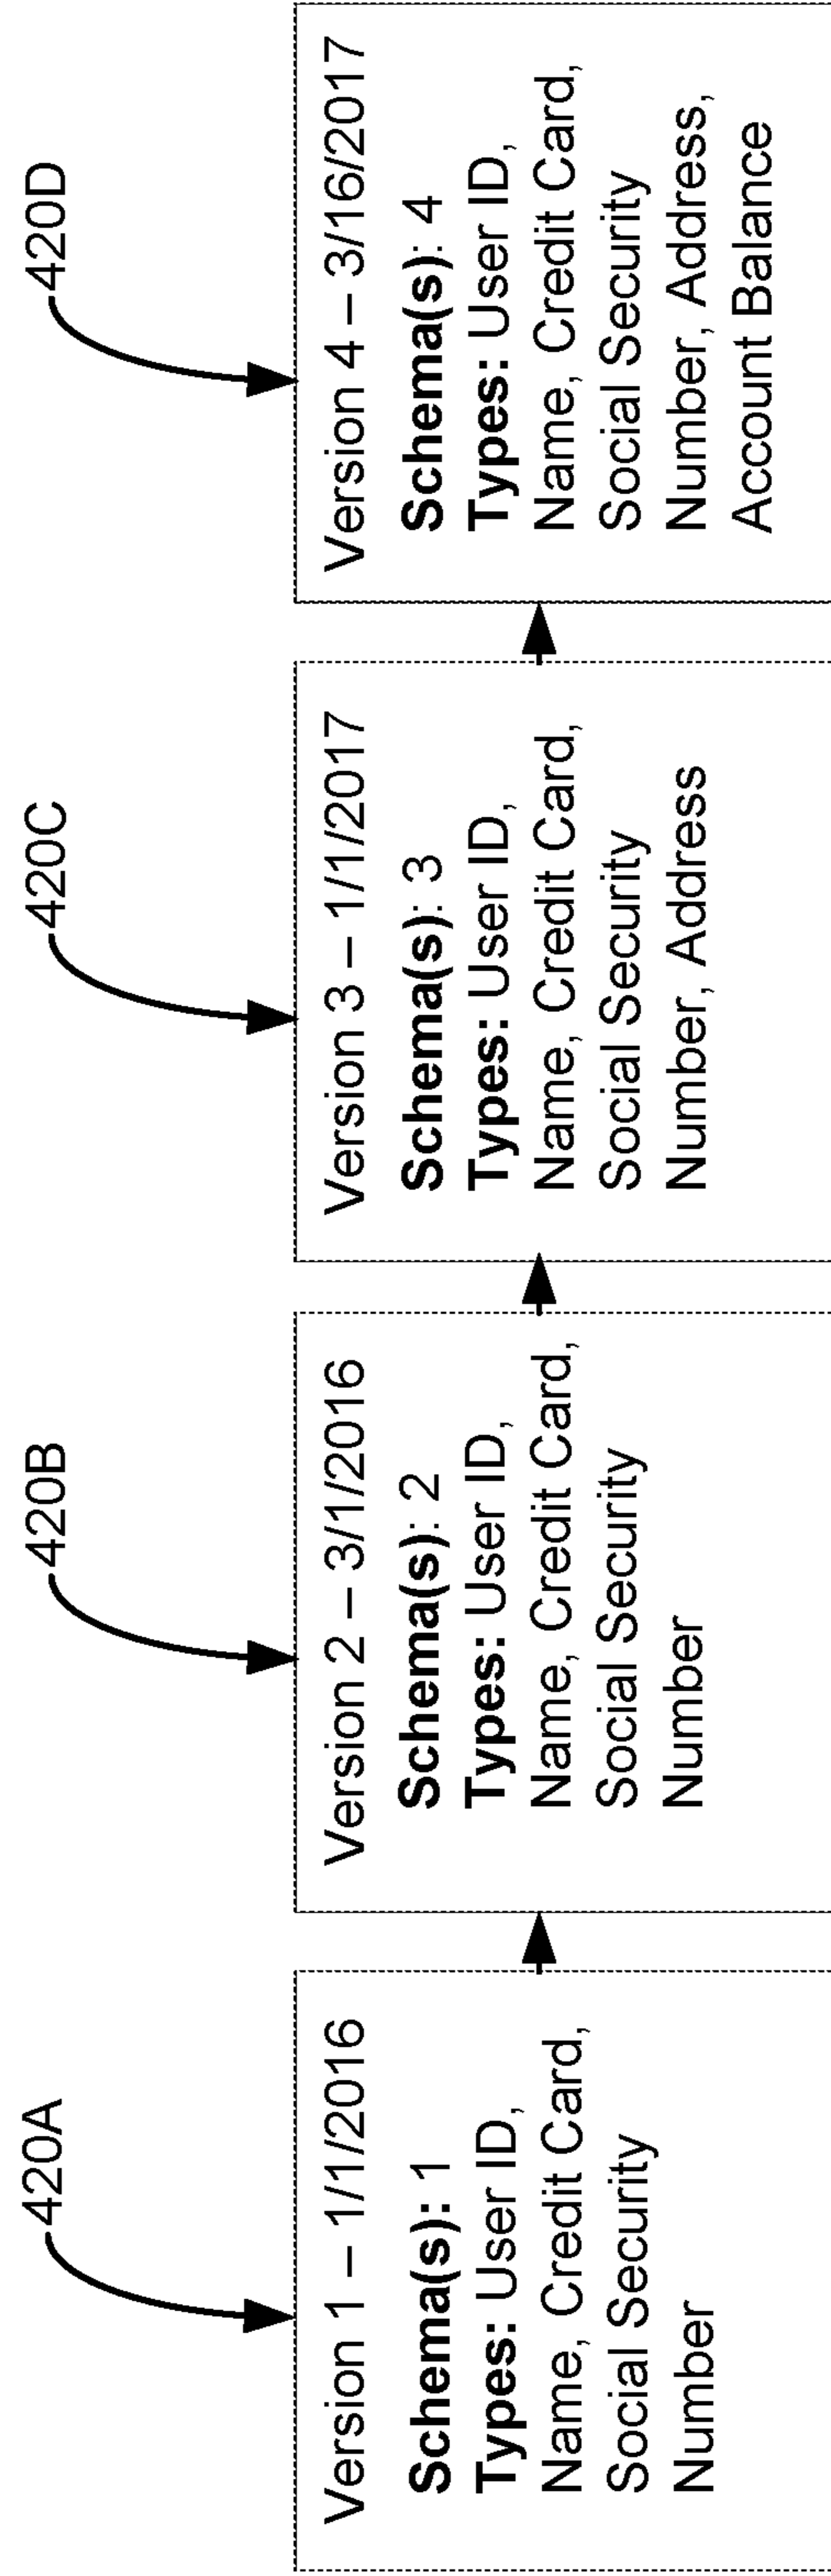 420A
Version 1 – 1/1/2016
Schema(s): 1
Types: User ID,
Name, Credit Card,
Social Security
Number
420B
Version 2 – 3/1/2016
Schema(s): 2
Types: User ID,
Name, Credit Card,
Social Security
Number
420C
Version 3 – 1/1/2017
Schema(s): 3
Types: User ID,
Name, Credit Card,
Social Security
Number, Address
420D
Version 4 – 3/16/2017
Schema(s): 4
Types: User ID,
Name, Credit Card,
Social Security
Number, Address,
Account Balance